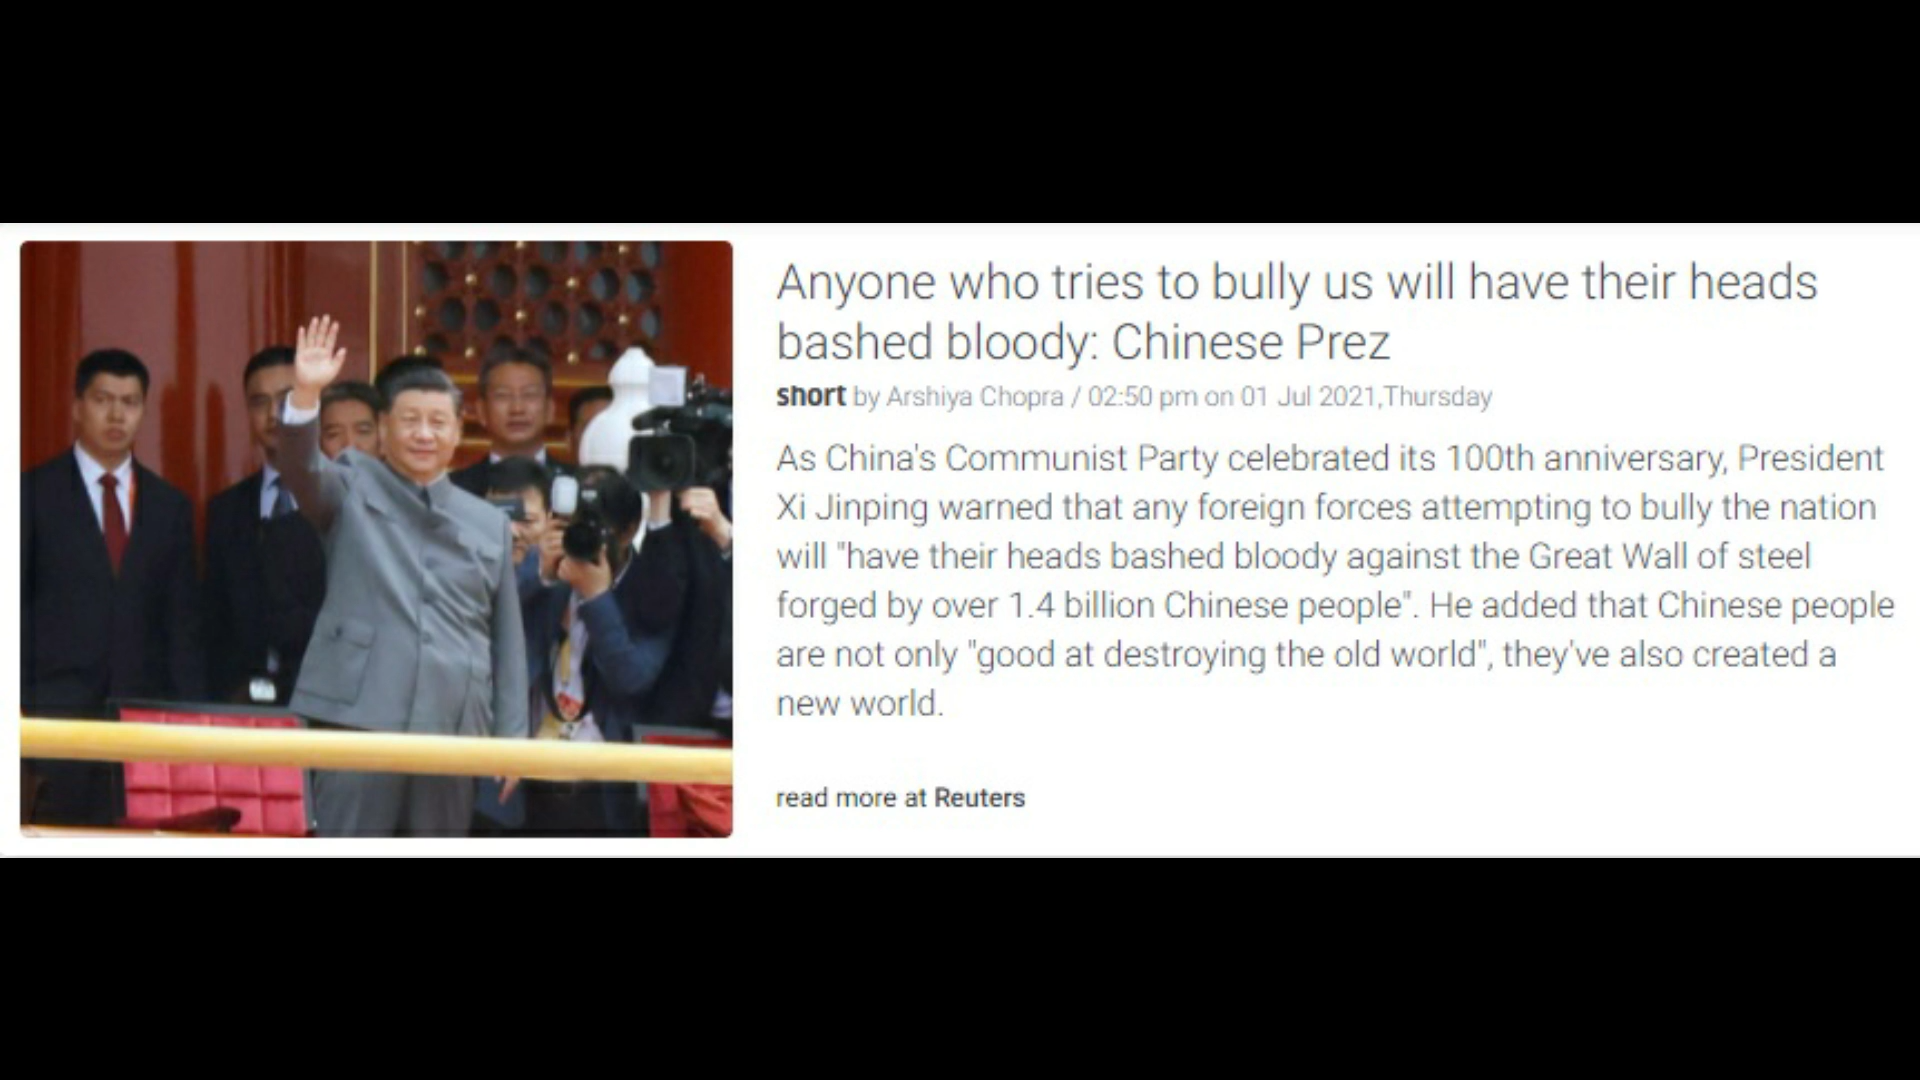 Anyone who tries to bully us will have their heads
bashed bloody: Chinese Prez
short by Arshiya Chopra / 02:50 pm on 01 Jul 2021,Thursday
As China's Communist Party celebrated its 100th anniversary, President
Xi Jinping warned that any foreign forces attempting to bully the nation
will "have their heads bashed bloody against the Great Wall of steel
forged by over 1.4 billion Chinese people". He added that Chinese people
are not only "good at destroying the old world", they've also created a
new world.
read more at Reuters